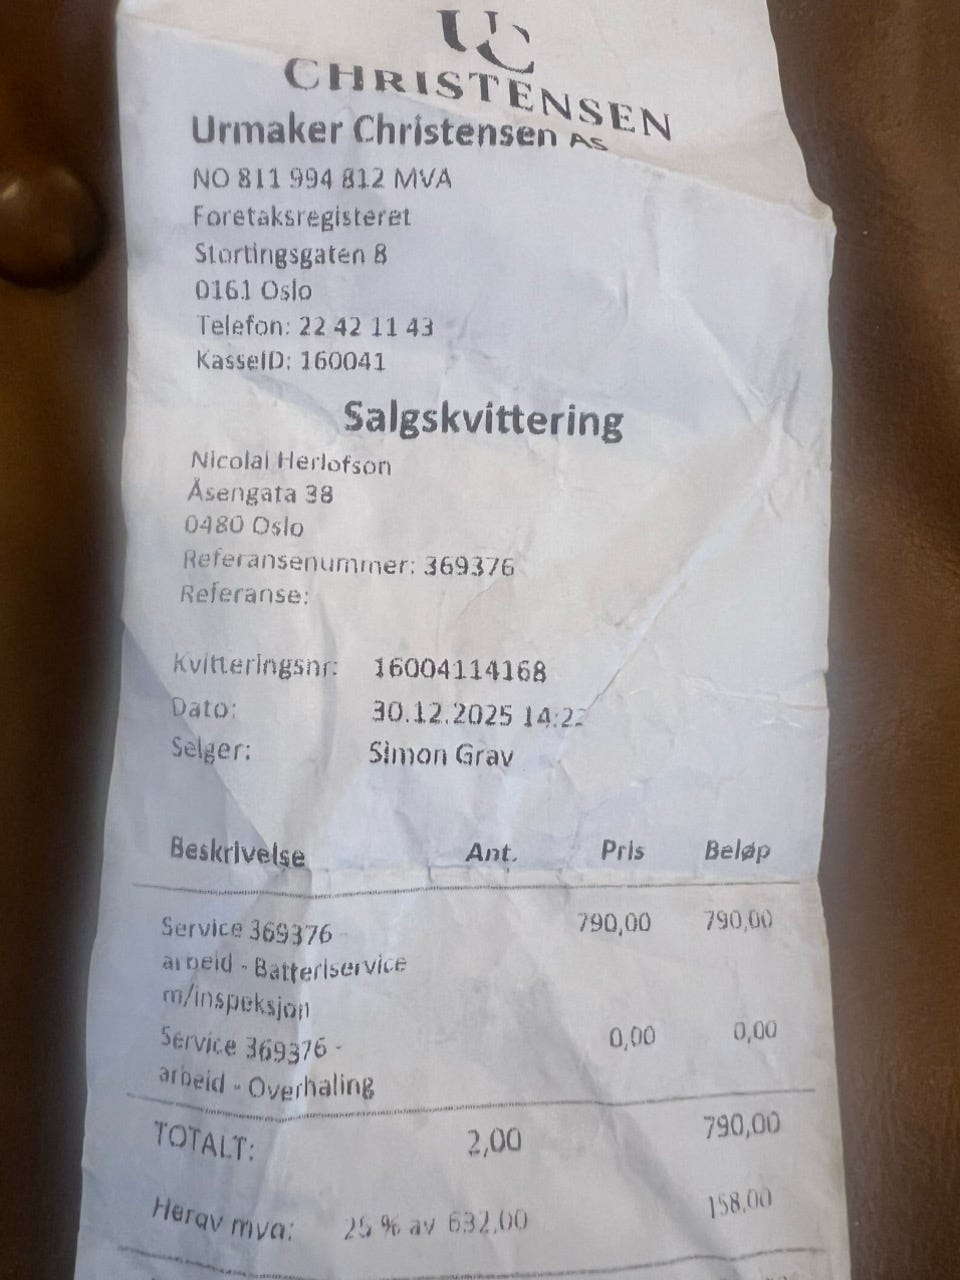 UC
CHRISTENSEN
Urmaker Christensen AS
NO 811 994 812 MVA
Foretaksregisteret
Stortingsgaten 8
0161 Oslo
Telefon: 22 42 11 43
KasseID: 160041
Salgskvittering
Nicolai Herlofson
Åsengata 38
0480 Oslo
Referansenummer: 369376
Referanse:
Kvitteringsnr: 16004114168
Dato: 30.12.2025
Selger: Simon Grav
Beskrivelse Ant. Pris Beløp
Service 369376 - 790,00 790,00
arbeid - Batteriservice
m/inspeksjon
Service 369376 - 0,00 0,00
arbeid - Overhaling
TOTALT: 2,00 790,00
Herav mva: 25 % av 632,00 158,00